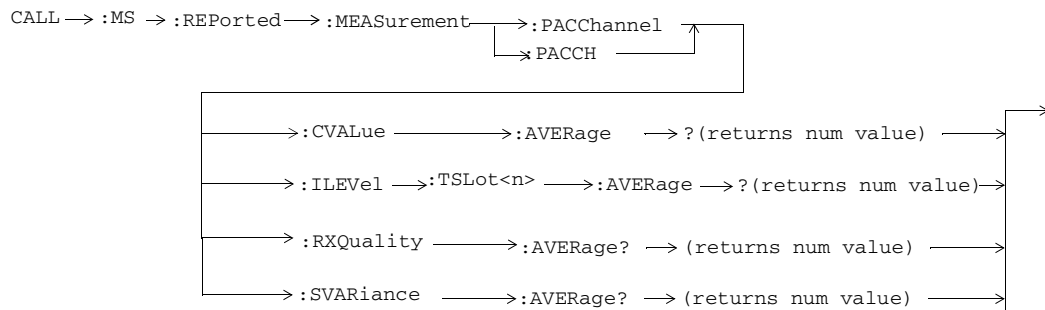 CALL :MS :REPorted :MEASurement :PACChannel
:PACCH
:CVALue :AVERage ?(returns num value)
:ILEVel :TSLot<n> :AVERage ?(returns num value)
:RXQuality :AVERage? (returns num value)
:SVARiance :AVERage? (returns num value)